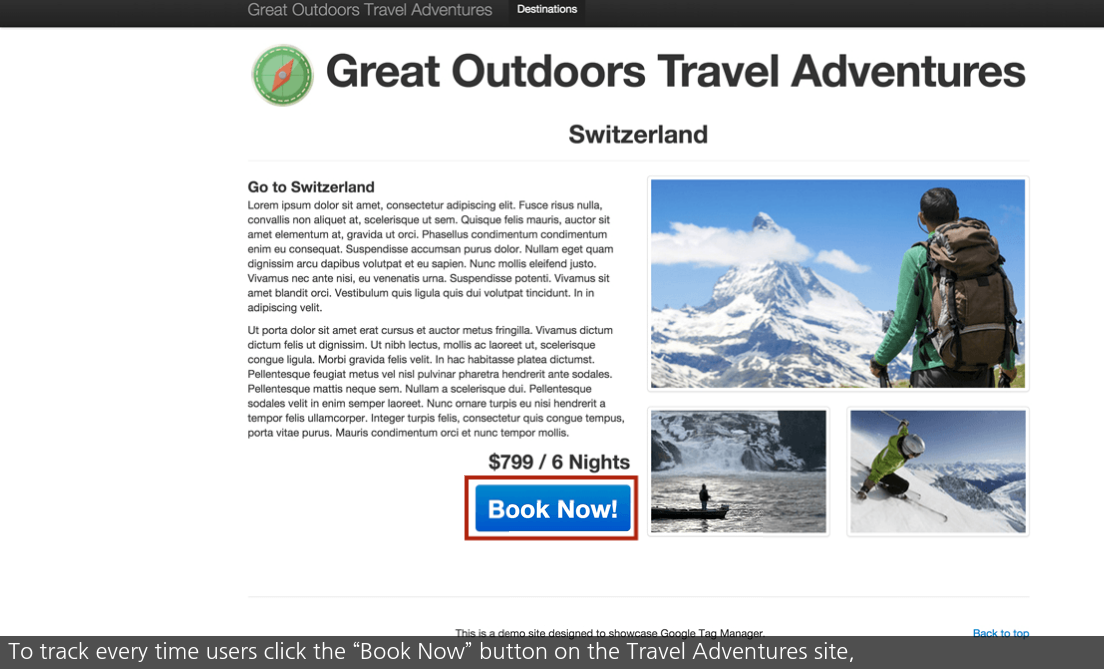 Great Outdoors Travel Adventures
Destinations
Great Outdoors Travel Adventures
Switzerland
Go to Switzerland
Lorem ipsum dolor sit amet, consectetur adipiscing elit. Fusce risus nulla,
convallis non aliquet at, scelerisque ut sem. Quisque felis mauris, auctor sit
amet elementum at, gravida ut orci. Phasellus condimentum condimentum
enim eu consequat. Suspendisse accumsan purus dolor. Nullam eget quam
dignissim arcu dapibus volutpat et eu sapien. Nunc mollis eleifend justo.
Vivamus nec ante nisi, eu venenatis urna. Suspendisse potenti. Vivamus sit
amet blandit orci. Vestibulum quis ligula quis dui volutpat tincidunt. In in
adipiscing velit.
Ut porta dolor sit amet erat cursus et auctor metus fringilla. Vivamus dictum
dictum felis ut dignissim. Ut nibh lectus, mollis ac laoreet ut, scelerisque
congue ligula. Morbi gravida felis velit. In hac habitasse platea dictumst.
Pellentesque feugiat metus vel nisl pulvinar pharetra hendrerit ante sodales.
Pellentesque mattis neque sem. Nullam a scelerisque dui. Pellentesque
sodales velit in enim semper laoreet. Nunc ornare turpis eu nisi hendrerit a
tempor felis ullamcorper. Integer turpis felis, consectetur quis congue tempus,
porta vitae purus. Mauris condimentum orci et nunc tempor mollis.
$799 / 6 Nights
Book Now!
This is a demo site designed to showcase Google Tag Manager.
Back to top
To track every time users click the “Book Now” button on the Travel Adventures site,